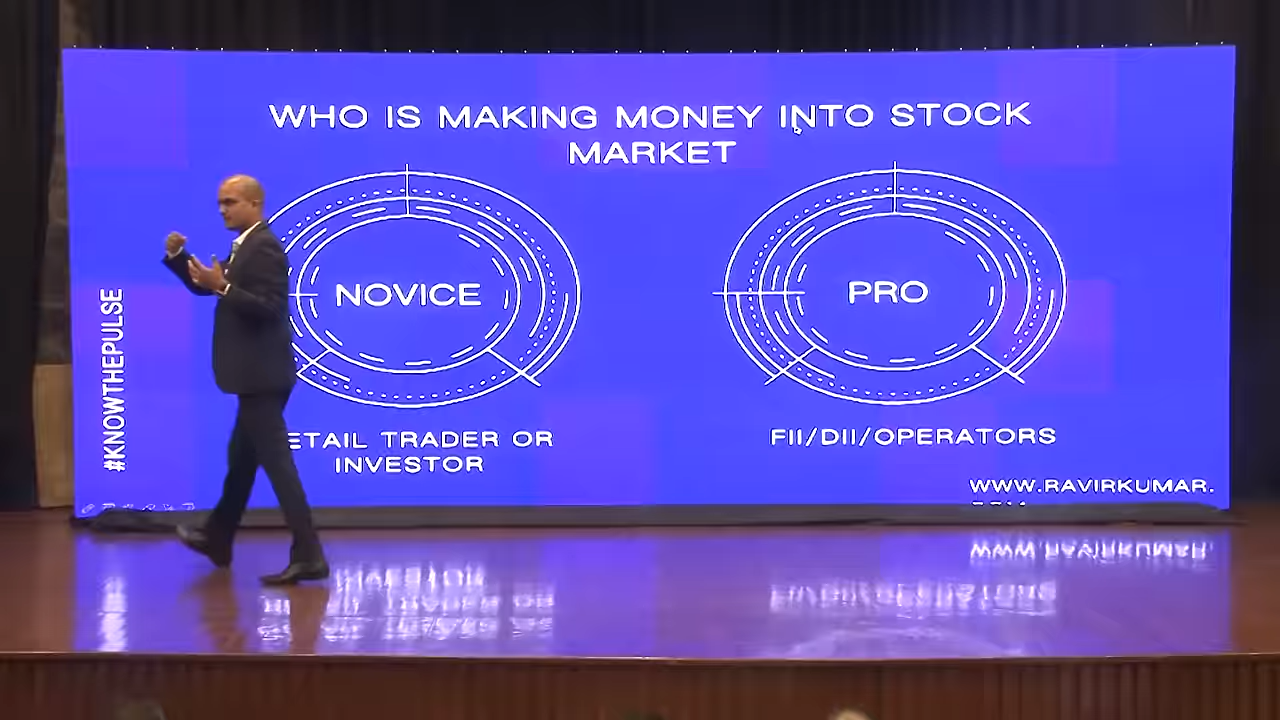 WHO IS MAKING MONEY INTO STOCK
MARKET
NOVICE
PRO
#KNOWTHEPULSE
ETAIL TRADER OR
INVESTOR
FII/DII/OPERATORS
WWW.RAVIRKUMAR.